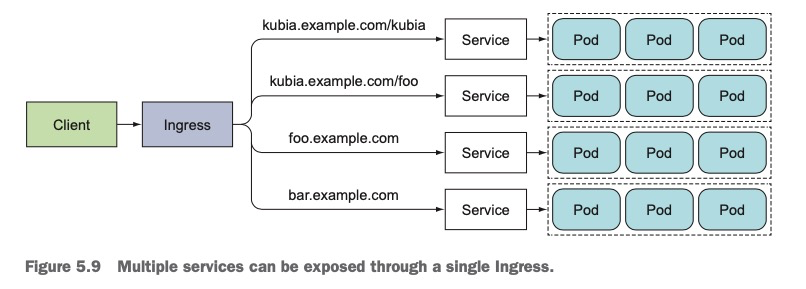 kubia.example.com/kubia
Service
Pod Pod Pod
kubia.example.com/foo
Service
Pod Pod Pod
Client
Ingress
foo.example.com
Service
Pod Pod Pod
bar.example.com
Service
Pod Pod Pod
Figure 5.9 Multiple services can be exposed through a single Ingress.